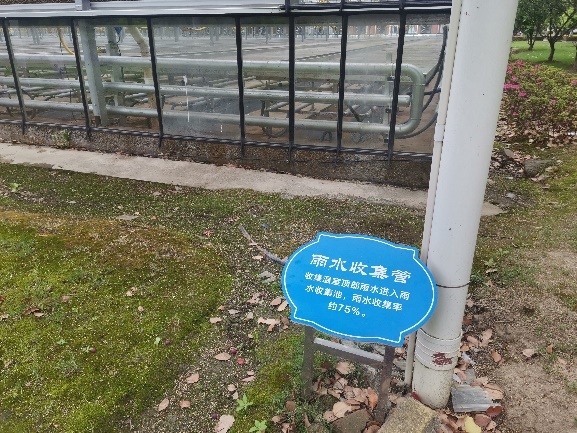 雨水收集管
收集温室顶部雨水进入雨
水收集池，雨水收集率
约75%。